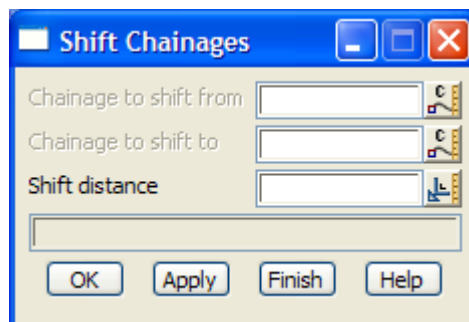 Shift Chainages
Chainage to shift from
Chainage to shift to
Shift distance
OK Apply Finish Help